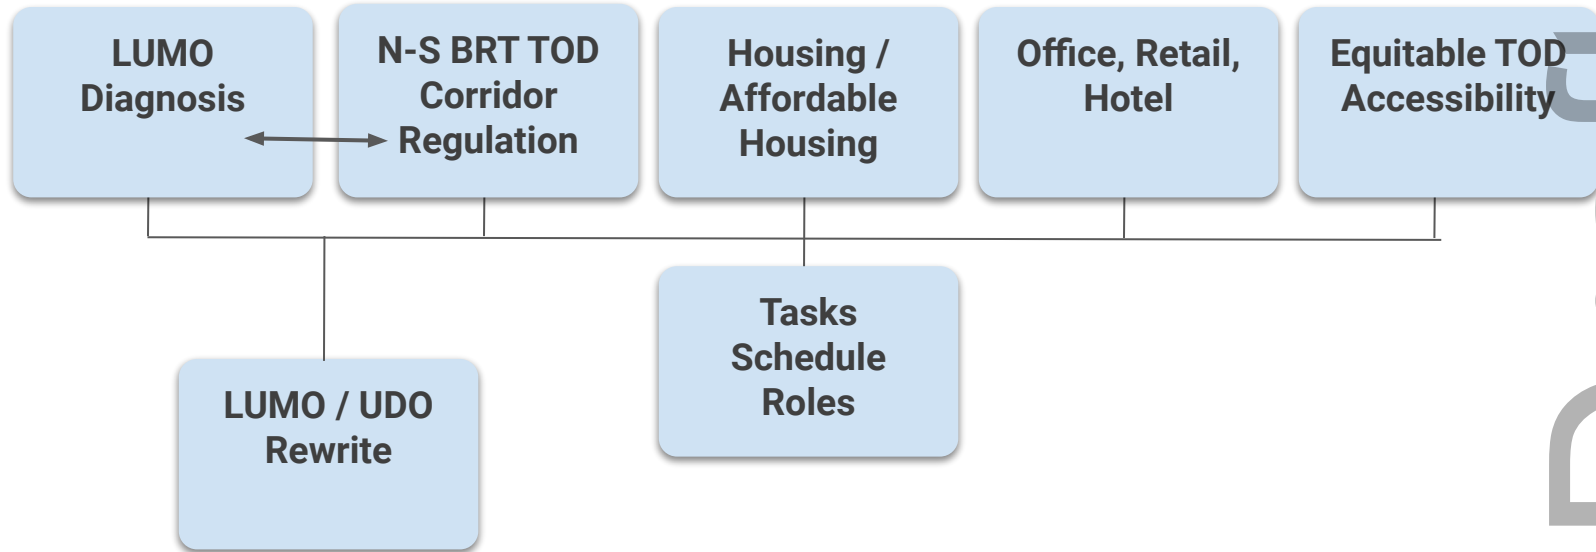 LUMO
Diagnosis
N-S BRT TOD
Corridor
Regulation
Housing /
Affordable
Housing
Office, Retail,
Hotel
Equitable TOD
Accessibility
Tasks
Schedule
Roles
LUMO / UDO
Rewrite